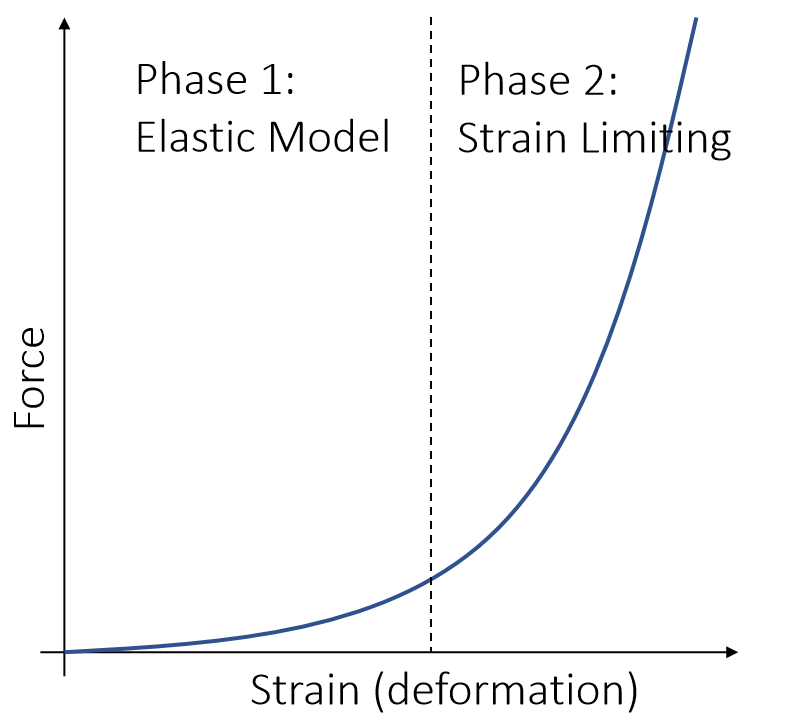 Phase 1:
Elastic Model
Phase 2:
Strain Limiting
Force
Strain (deformation)